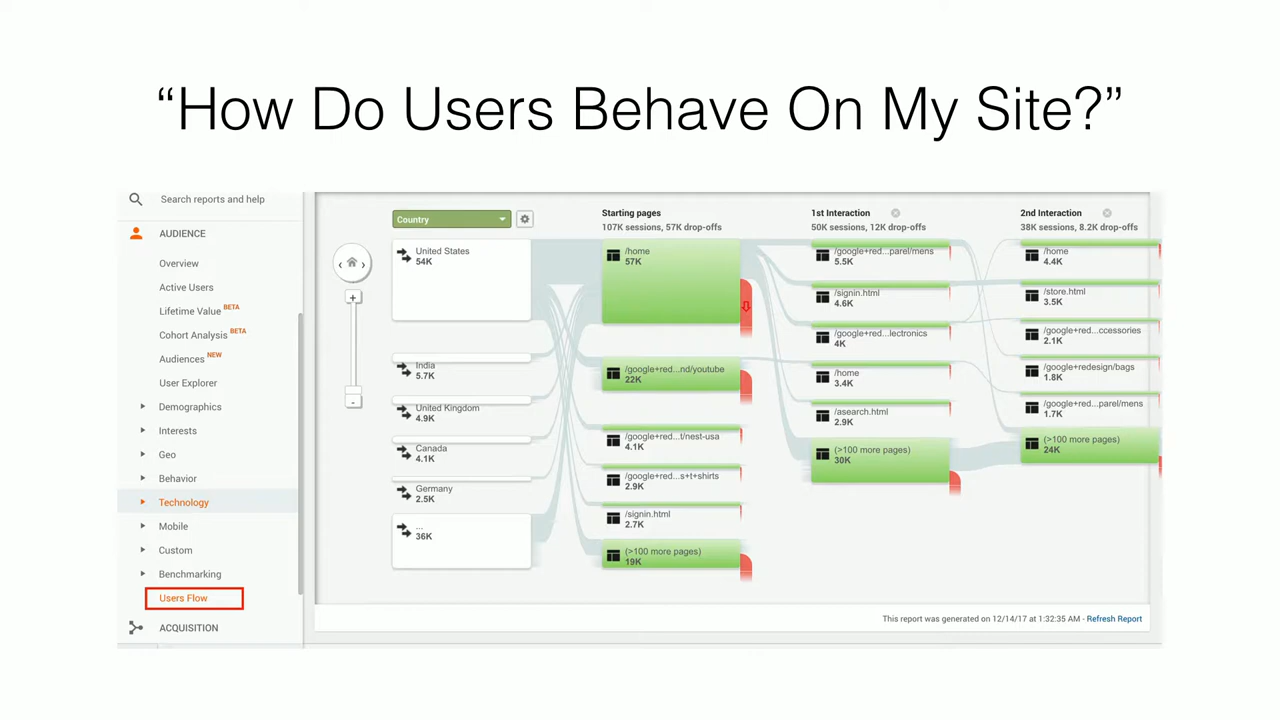 “How Do Users Behave On My Site?”
Search reports and help
AUDIENCE
Overview
Active Users
Lifetime Value BETA
Cohort Analysis BETA
Audiences NEW
User Explorer
Demographics
Interests
Geo
Behavior
Technology
Mobile
Custom
Benchmarking
Users Flow
ACQUISITION
Country
United States
54K
India
5.7K
United Kingdom
4.9K
Canada
4.1K
Germany
2.5K
...
36K
Starting pages
107K sessions, 57K drop-offs
/home
57K
/google+red...nd/youtube
22K
/google+red...t/nest-usa
4.1K
/google+red...s+t+shirts
2.9K
/signin.html
2.7K
(>100 more pages)
19K
1st Interaction
50K sessions, 12K drop-offs
/google+red...parel/mens
5.5K
/signin.html
4.6K
/google+red...lectronics
4K
/home
3.4K
/asearch.html
2.9K
(>100 more pages)
30K
2nd Interaction
38K sessions, 8.2K drop-offs
/home
4.4K
/store.html
3.5K
/google+red...ccessories
2.1K
/google+redesign/bags
1.8K
/google+red...parel/mens
1.7K
(>100 more pages)
24K
This report was generated on 12/14/17 at 1:32:35 AM - Refresh Report